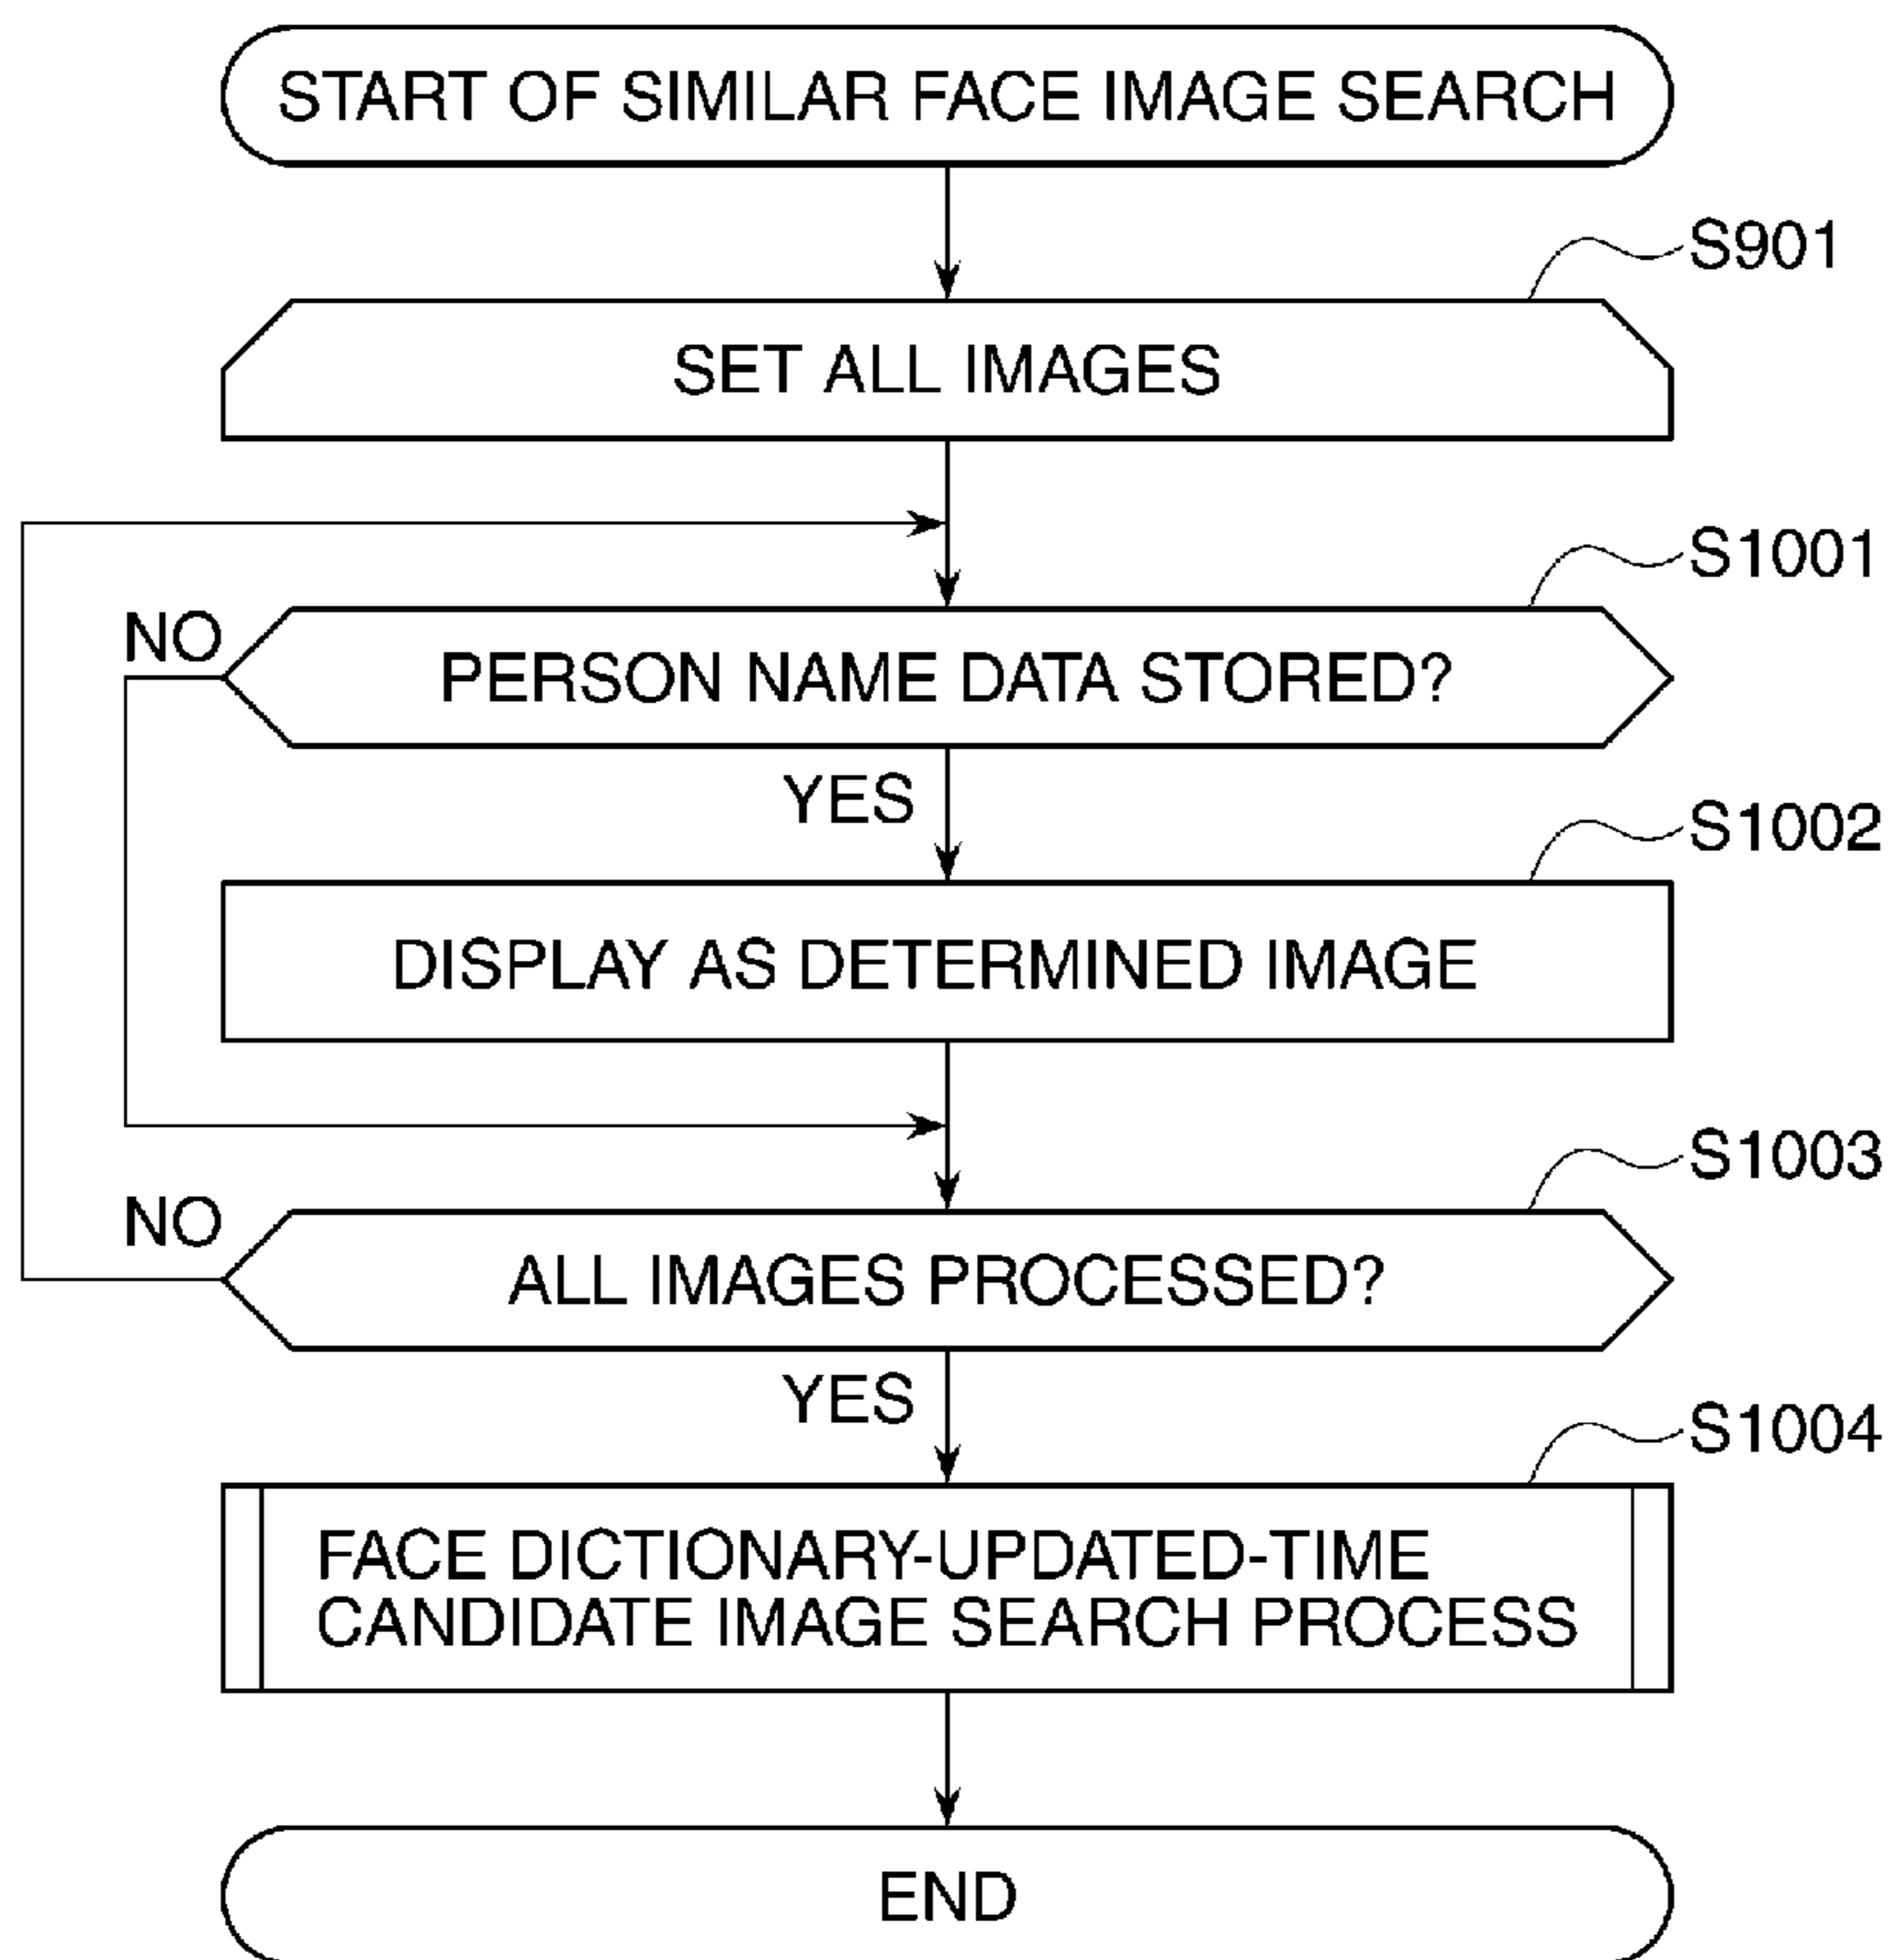 START OF SIMILAR FACE IMAGE SEARCH
S901
SET ALL IMAGES
S1001
NO
PERSON NAME DATA STORED?
YES
S1002
DISPLAY AS DETERMINED IMAGE
S1003
NO
ALL IMAGES PROCESSED?
YES
S1004
FACE DICTIONARY-UPDATED-TIME
CANDIDATE IMAGE SEARCH PROCESS
END